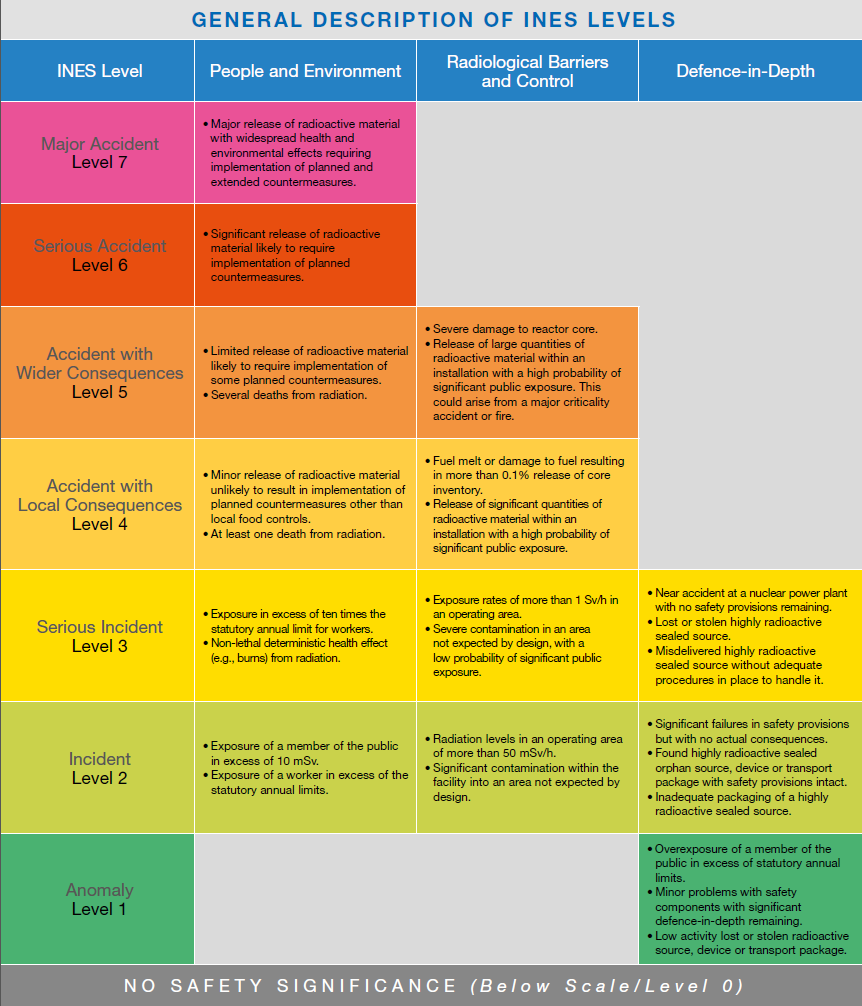 GENERAL DESCRIPTION OF INES LEVELS
INES Level
People and Environment
Radiological Barriers
and Control
Defence-in-Depth
Major Accident
Level 7
• Major release of radioactive material
with widespread health and
environmental effects requiring
implementation of planned and
extended countermeasures.
Serious Accident
Level 6
• Significant release of radioactive
material likely to require
implementation of planned
countermeasures.
Accident with
Wider Consequences
Level 5
• Limited release of radioactive material
likely to require implementation of
some planned countermeasures.
• Several deaths from radiation.
• Severe damage to reactor core.
• Release of large quantities of
radioactive material within an
installation with a high probability of
significant public exposure. This
could arise from a major criticality
accident or fire.
Accident with
Local Consequences
Level 4
• Minor release of radioactive material
unlikely to result in implementation of
planned countermeasures other than
local food controls.
• At least one death from radiation.
• Fuel melt or damage to fuel resulting
in more than 0.1% release of core
inventory.
• Release of significant quantities of
radioactive material within an
installation with a high probability of
significant public exposure.
Serious Incident
Level 3
• Exposure in excess of ten times the
statutory annual limit for workers.
• Non-lethal deterministic health effect
(e.g., burns) from radiation.
• Exposure rates of more than 1 Sv/h in
an operating area.
• Severe contamination in an area
not expected by design, with a
low probability of significant public
exposure.
• Near accident at a nuclear power plant
with no safety provisions remaining.
• Lost or stolen highly radioactive
sealed source.
• Misdelivered highly radioactive
sealed source without adequate
procedures in place to handle it.
Incident
Level 2
• Exposure of a member of the public
in excess of 10 mSv.
• Exposure of a worker in excess of the
statutory annual limits.
• Radiation levels in an operating area
of more than 50 mSv/h.
• Significant contamination within the
facility into an area not expected by
design.
• Significant failures in safety provisions
but with no actual consequences.
• Found highly radioactive sealed
orphan source, device or transport
package with safety provisions intact.
• Inadequate packaging of a highly
radioactive sealed source.
Anomaly
Level 1
• Overexposure of a member of the
public in excess of statutory annual
limits.
• Minor problems with safety
components with significant
defence-in-depth remaining.
• Low activity lost or stolen radioactive
source, device or transport package.
NO SAFETY SIGNIFICANCE (Below Scale/Level 0)